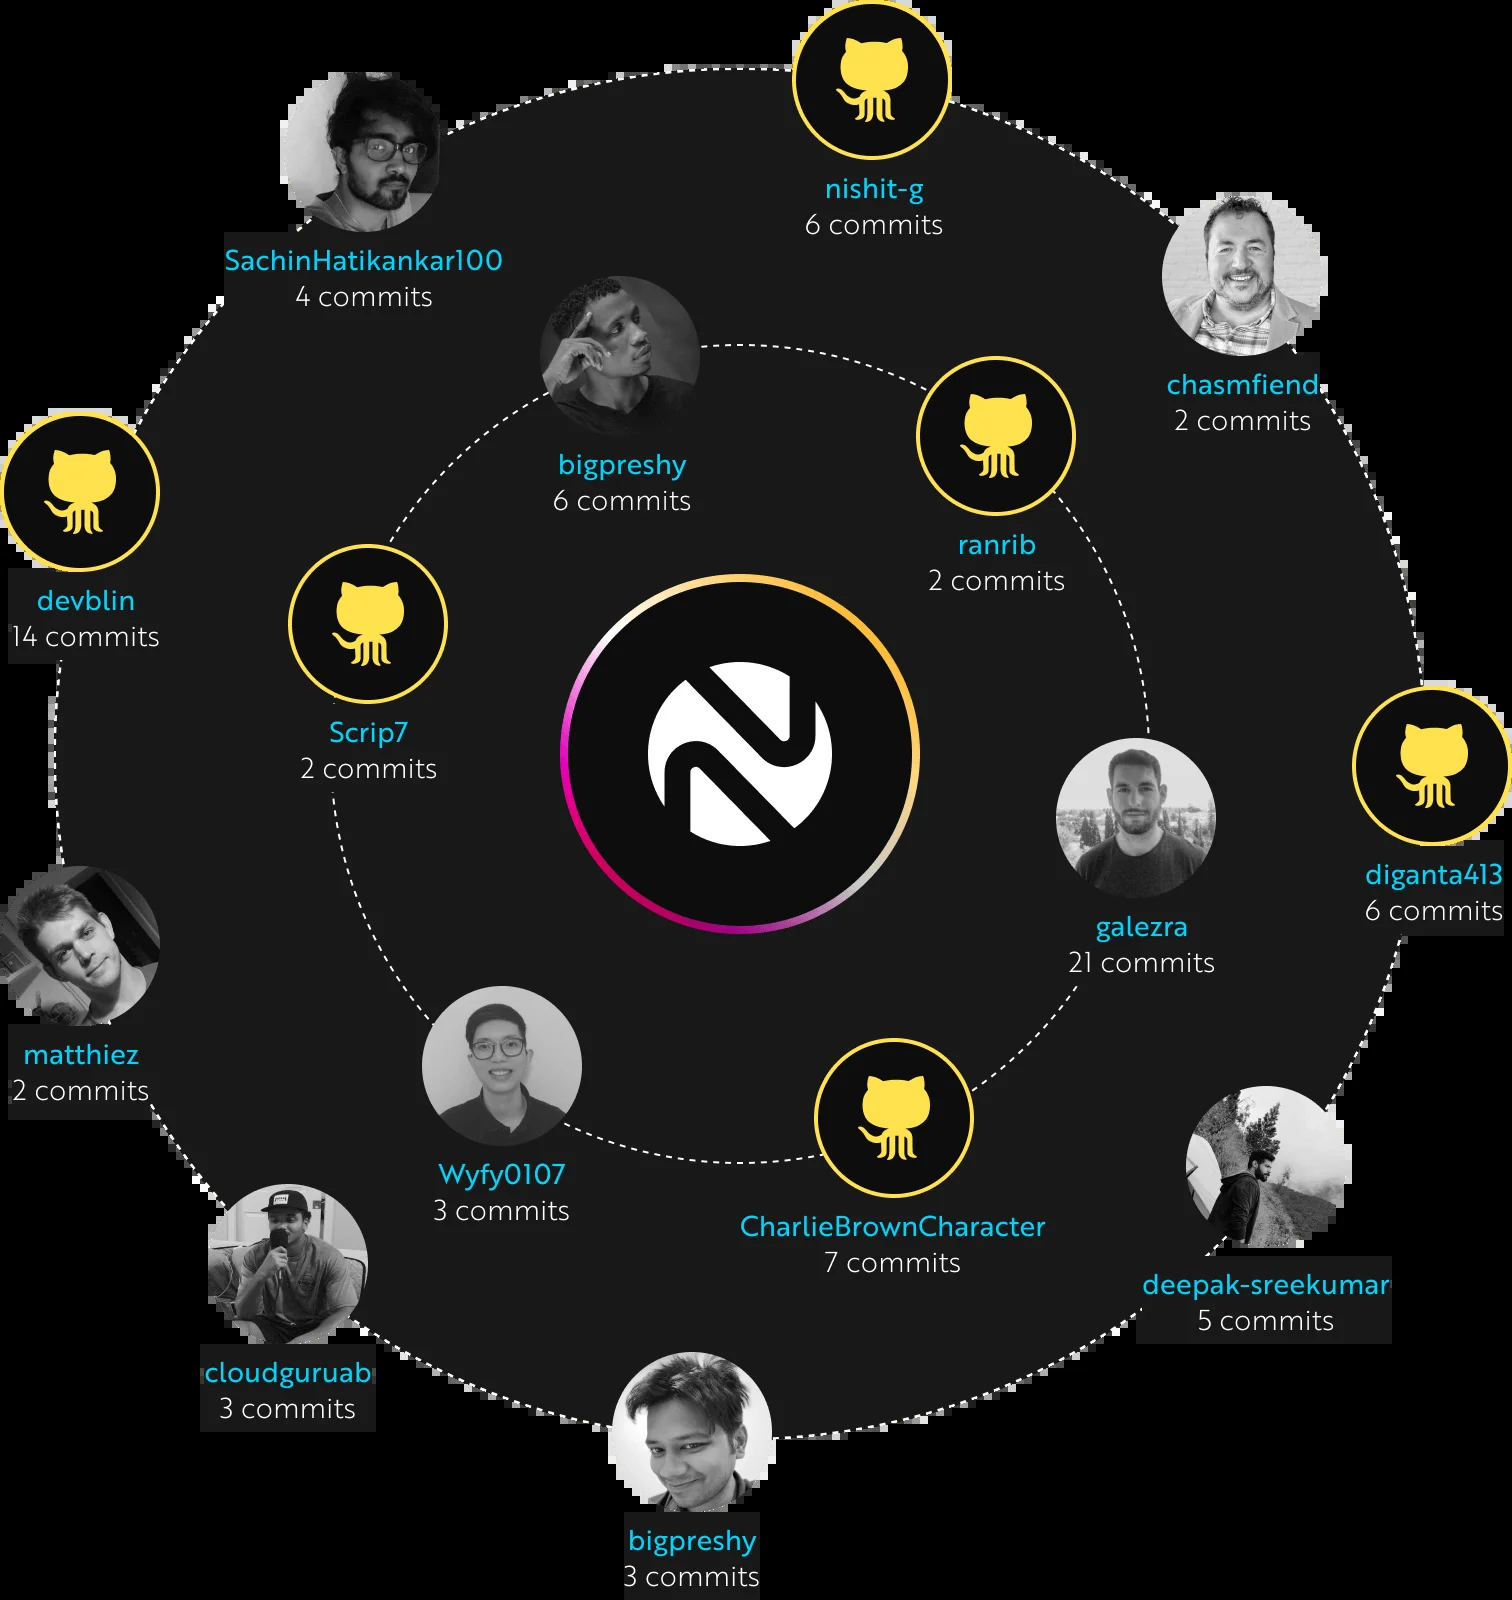 nishit-g
6 commits
SachinHatikankar100
4 commits
chasmfiend
2 commits
bigpreshy
6 commits
ranrib
2 commits
devblin
14 commits
Scrip7
2 commits
diganta413
6 commits
galezra
21 commits
matthiez
2 commits
Wyfy0107
3 commits
CharlieBrownCharacter
7 commits
deepak-sreekumar
5 commits
cloudguruab
3 commits
bigpreshy
3 commits